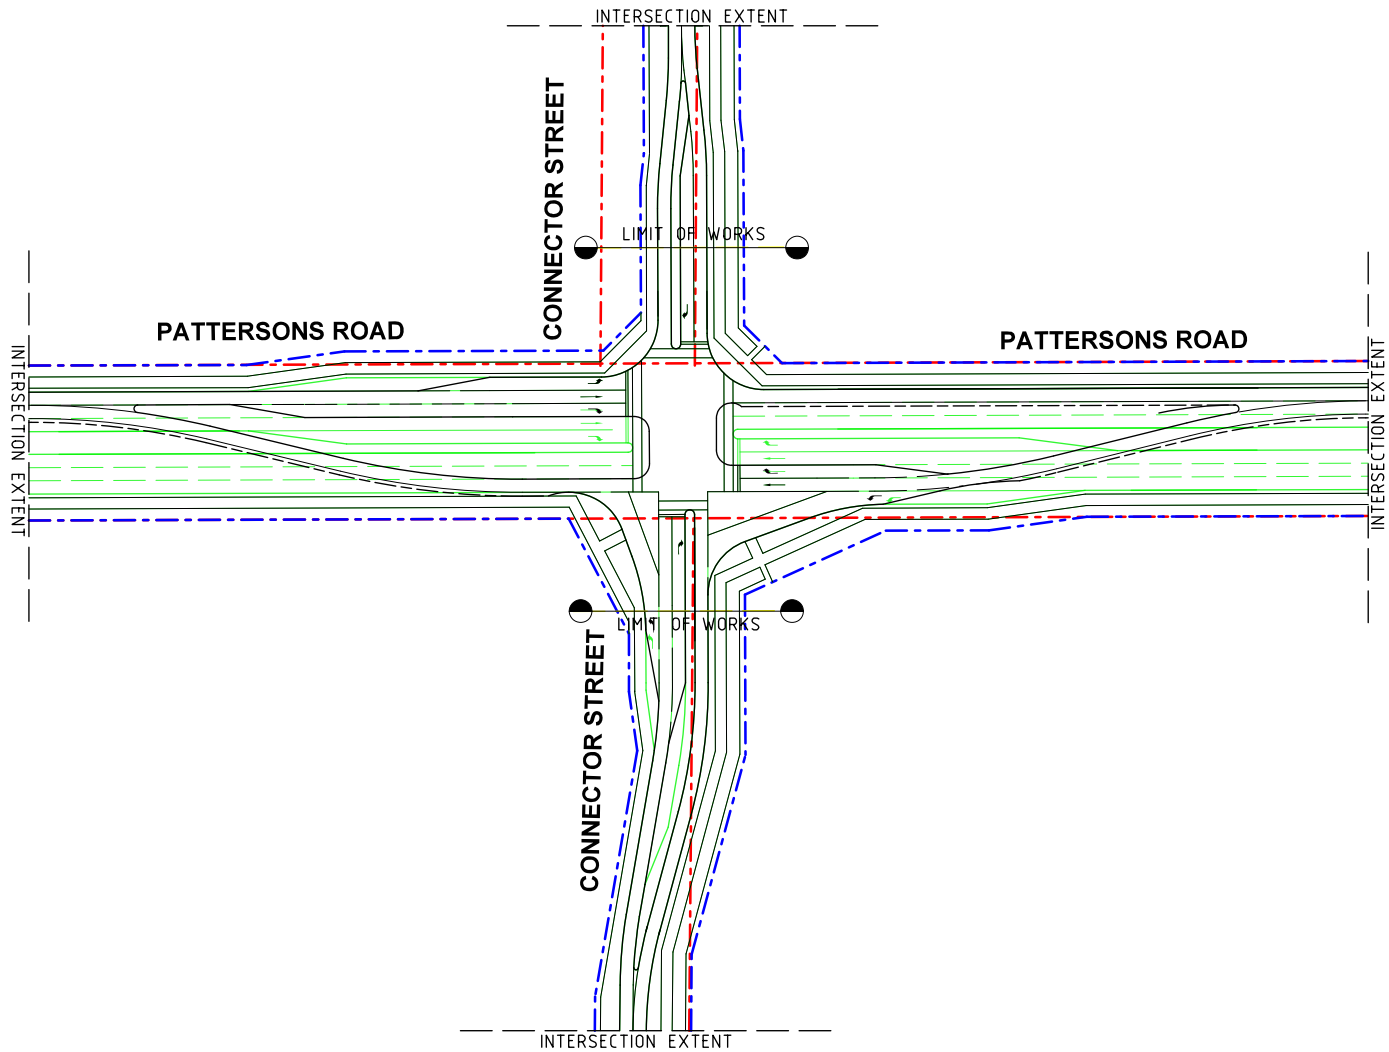 INTERSECTION EXTENT
CONNECTOR STREET
LIMIT OF WORKS
PATTERSONS ROAD
PATTERSONS ROAD
INTERSECTION EXTENT
INTERSECTION EXTENT
LIMIT OF WORKS
CONNECTOR STREET
INTERSECTION EXTENT